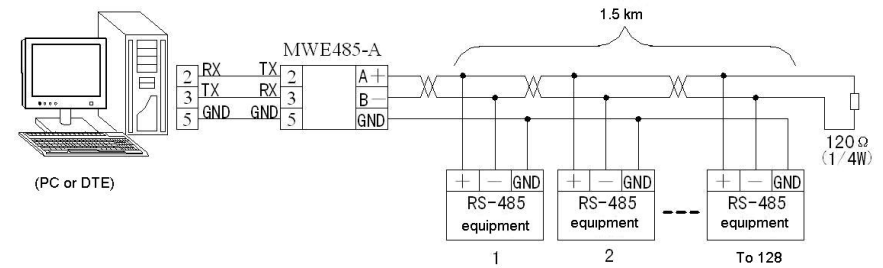 1.5 km
MWE485-A
2 RX TX 2 A+
3 TX RX 3 B−
5 GND GND 5 GND
120Ω
(1/4W)
(PC or DTE)
+ − GND + − GND + − GND
RS-485 RS-485 RS-485
equipment equipment equipment
1 2 To 128